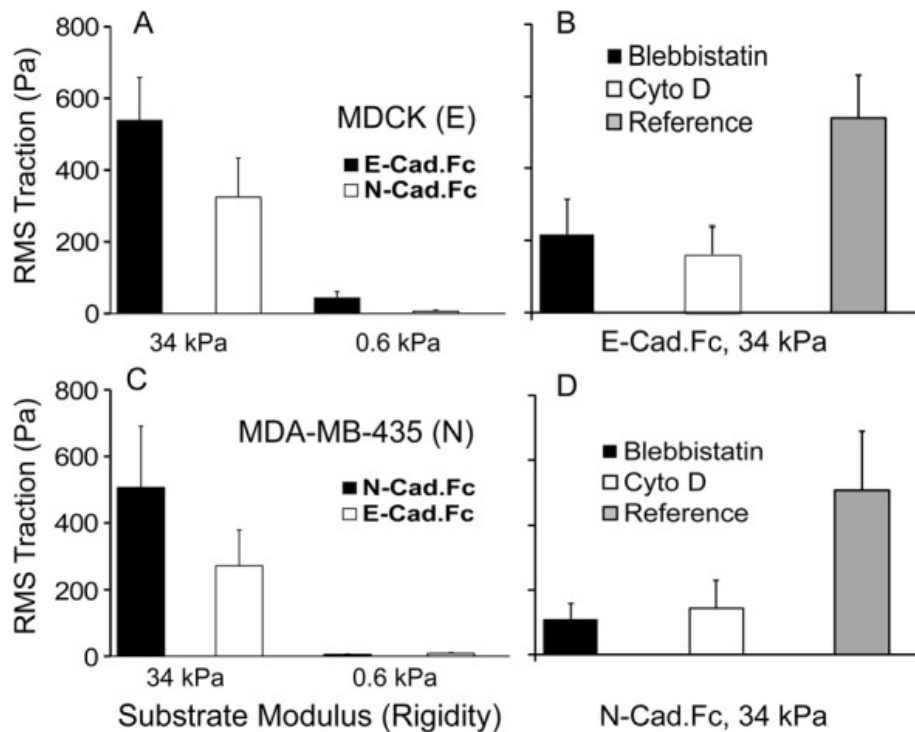 A
800
600
400
200
0
RMS Traction (Pa)
MDCK (E)
E-Cad.Fc
N-Cad.Fc
34 kPa
0.6 kPa
B
Blebbistatin
Cyto D
Reference
E-Cad.Fc, 34 kPa
C
800
600
400
200
0
RMS Traction (Pa)
MDA-MB-435 (N)
N-Cad.Fc
E-Cad.Fc
34 kPa
0.6 kPa
Substrate Modulus (Rigidity)
D
Blebbistatin
Cyto D
Reference
N-Cad.Fc, 34 kPa